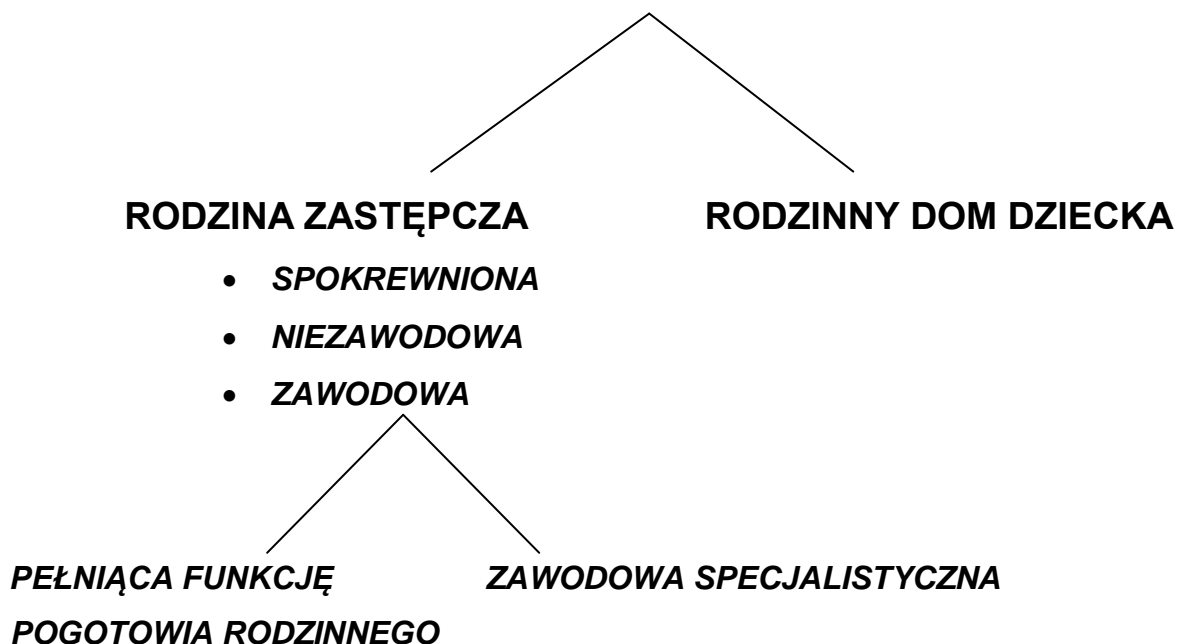 RODZINA ZASTĘPCZA
RODZINNY DOM DZIECKA
• SPOKREWNIONA
• NIEZAWODOWA
• ZAWODOWA
PEŁNIĄCA FUNKCJĘ
POGOTOWIA RODZINNEGO
ZAWODOWA SPECJALISTYCZNA